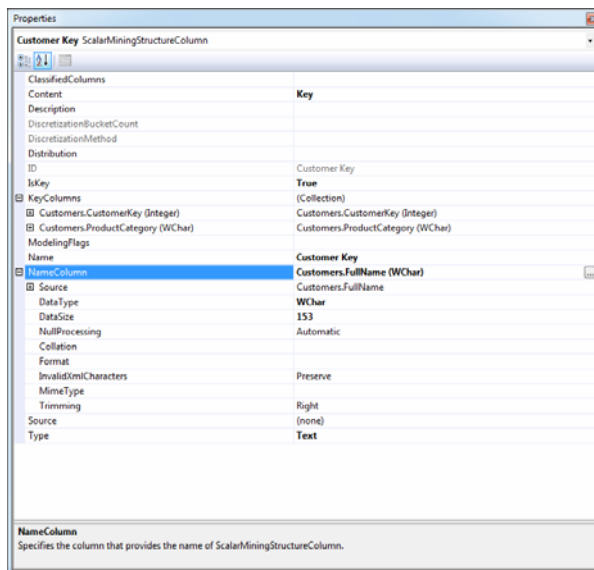 Properties
Customer Key ScalarMiningStructureColumn
ClassifiedColumns
Content Key
Description
DiscretizationBucketCount
DiscretizationMethod
Distribution
ID Customer Key
IsKey True
KeyColumns (Collection)
Customers.CustomerKey (Integer) Customers.CustomerKey (Integer)
Customers.ProductCategory (WChar) Customers.ProductCategory (WChar)
ModelingFlags
Name Customer Key
NameColumn Customers.FullName (WChar) ...
Source Customers.FullName
DataType WChar
DataSize 153
NullProcessing Automatic
Collation
Format
InvalidXmlCharacters Preserve
MimeType
Trimming Right
Source (none)
Type Text
NameColumn
Specifies the column that provides the name of ScalarMiningStructureColumn.